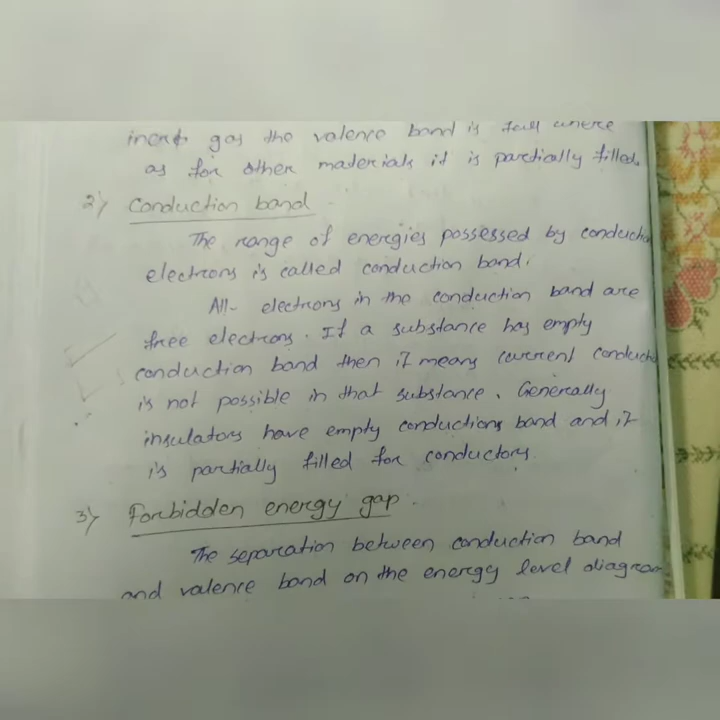 inert gas the valence band is full where
as for other materials it is partially filled.
2) Conduction band
The range of energies possessed by conductio
electrons is called conduction band.
All electrons in the conduction band are
free electrons. If a substance has empty
conduction band then it means current conducti
is not possible in that substance. Generally
insulators have empty conductions band and it
is partially filled for conductors.
3) Forbidden energy gap.
The separation between conduction band
and valence band on the energy level diagram